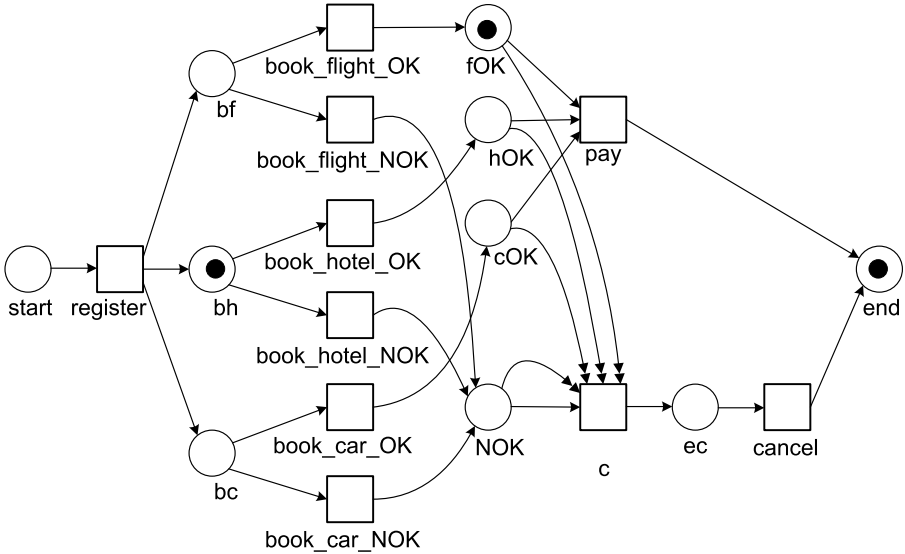 book_flight_OK
fOK
bf
book_flight_NOK
hOK
pay
book_hotel_OK
cOK
start
register
bh
end
book_hotel_NOK
book_car_OK
NOK
ec
cancel
c
bc
book_car_NOK